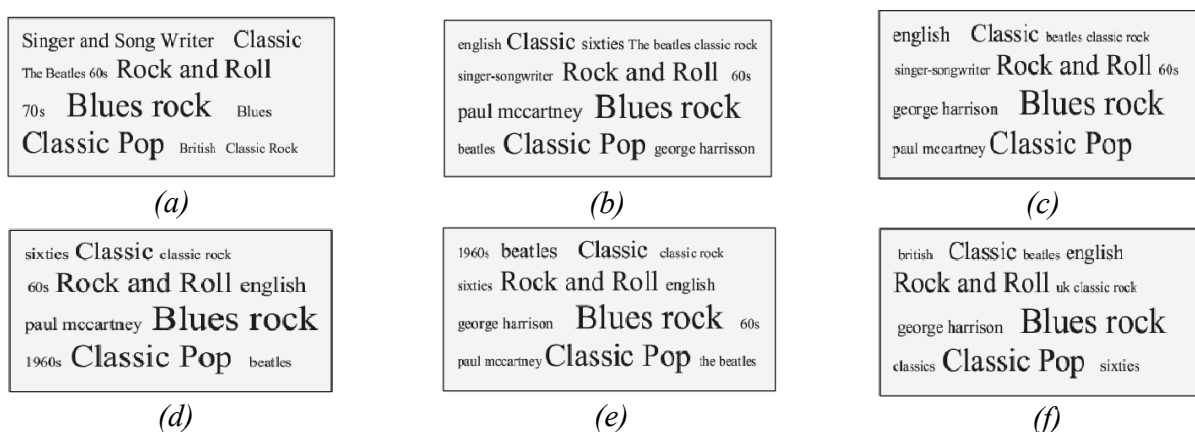 Singer and Song Writer Classic
The Beatles 60s Rock and Roll
70s Blues rock Blues
Classic Pop British Classic Rock
(a)
english Classic sixties The beatles classic rock
singer-songwriter Rock and Roll 60s
paul mccartney Blues rock
beatles Classic Pop george harrisson
(b)
english Classic beatles classic rock
singer-songwriter Rock and Roll 60s
george harrison Blues rock
paul mccartney Classic Pop
(c)
sixties Classic classic rock
60s Rock and Roll english
paul mccartney Blues rock
1960s Classic Pop beatles
(d)
1960s beatles Classic classic rock
sixties Rock and Roll english
george harrison Blues rock 60s
paul mccartney Classic Pop the beatles
(e)
british Classic beatles english
Rock and Roll uk classic rock
george harrison Blues rock
classics Classic Pop sixties
(f)